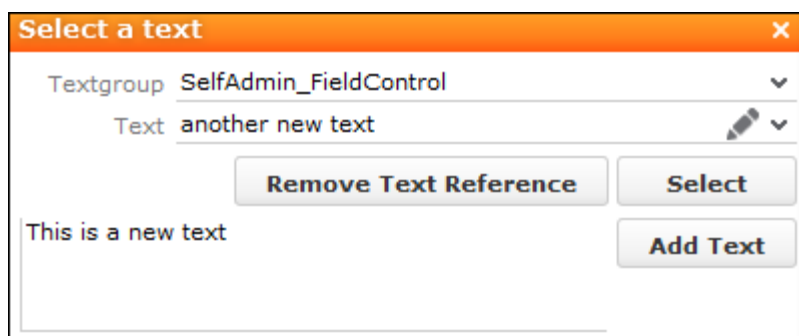 Select a text
Textgroup SelfAdmin_FieldControl
Text another new text
Remove Text Reference Select
This is a new text Add Text